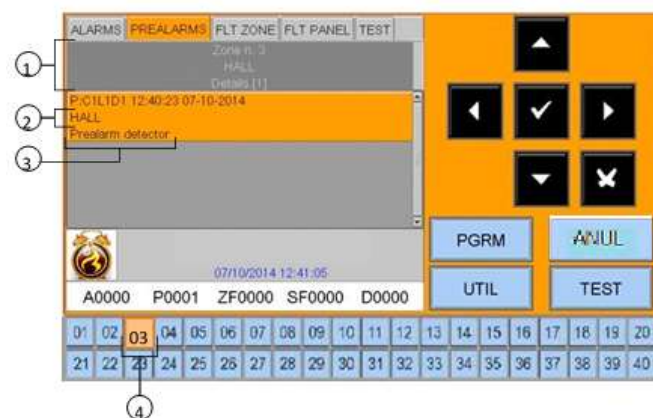 ALARMS PREALARMS FLT ZONE FLT PANEL TEST
Zone n. 3
HALL
Details [1]
1
P:C1L1D1 12:40:23 07-10-2014
2
HALL
Prealarm detector
3
PGRM ANUL
07/10/2014 12:41:05
UTIL TEST
A0000 P0001 ZF0000 SF0000 D0000
01 02 03 04 05 06 07 08 09 10 11 12 13 14 15 16 17 18 19 20
21 22 23 24 25 26 27 28 29 30 31 32 33 34 35 36 37 38 39 40
4